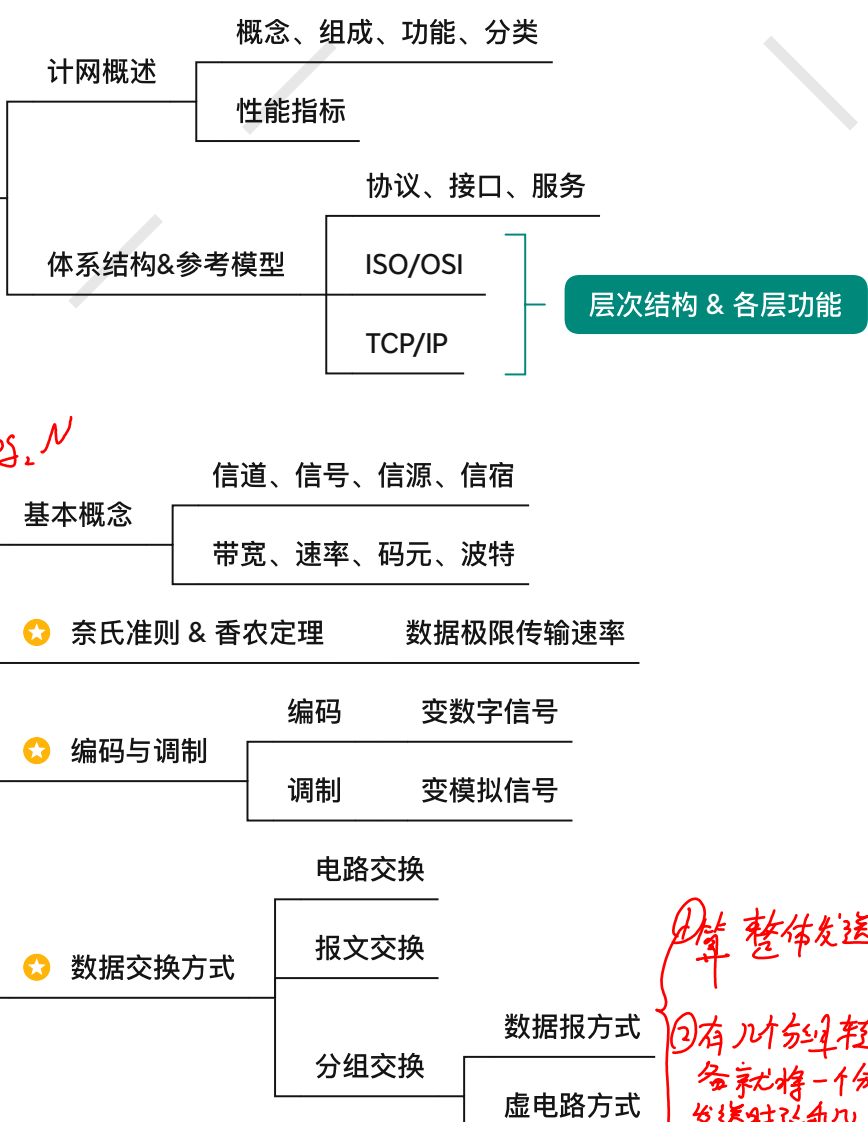 概念、组成、功能、分类
计网概述
性能指标
协议、接口、服务
体系结构&参考模型
ISO/OSI
层次结构 & 各层功能
TCP/IP
N
信道、信号、信源、信宿
基本概念
带宽、速率、码元、波特
奈氏准则 & 香农定理 数据极限传输速率
编码 变数字信号
编码与调制
调制 变模拟信号
电路交换
①算 整体发送
报文交换
数据交换方式
数据报方式
②有几个分组转
分组交换
备就将一个分
虚电路方式